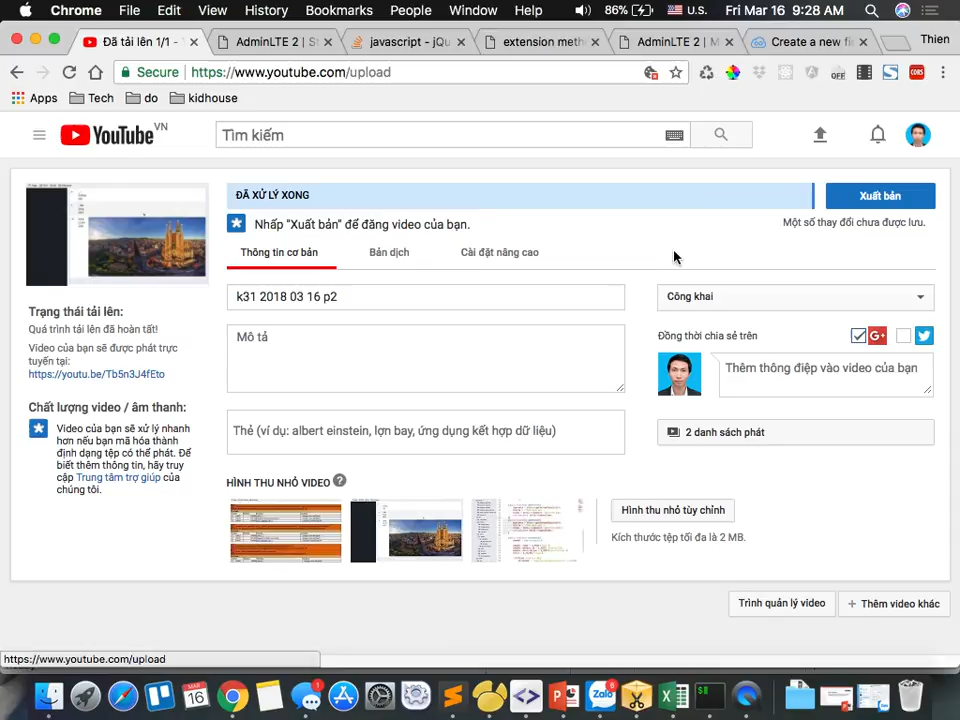 Chrome File Edit View History Bookmarks People Window Help 86% U.S. Fri Mar 16 9:28 AM
Đã tải lên 1/1 - AdminLTE 2 | St javascript - jQu extension meth AdminLTE 2 | M Create a new fi Thien
Secure https://www.youtube.com/upload OFF CORS
Apps Tech do kidhouse
YouTube VN Tìm kiếm
ĐÃ XỬ LÝ XONG Xuất bản
Nhấp "Xuất bản" để đăng video của bạn. Một số thay đổi chưa được lưu.
Thông tin cơ bản Bản dịch Cài đặt nâng cao
k31 2018 03 16 p2 Công khai
Trạng thái tải lên:
Quá trình tải lên đã hoàn tất!
Video của bạn sẽ được phát trực
tuyến tại:
https://youtu.be/Tb5n3J4fEto
Mô tả
Đồng thời chia sẻ trên G+
Thêm thông điệp vào video của bạn
Chất lượng video / âm thanh:
Video của bạn sẽ xử lý nhanh
hơn nếu bạn mã hóa thành
định dạng tệp có thể phát. Để
biết thêm thông tin, hãy truy
cập Trung tâm trợ giúp của
chúng tôi.
Thẻ (ví dụ: albert einstein, lợn bay, ứng dụng kết hợp dữ liệu)
2 danh sách phát
HÌNH THU NHỎ VIDEO ?
Hình thu nhỏ tùy chỉnh
Kích thước tệp tối đa là 2 MB.
Trình quản lý video + Thêm video khác
https://www.youtube.com/upload
MAR 16 1 Zalo 6